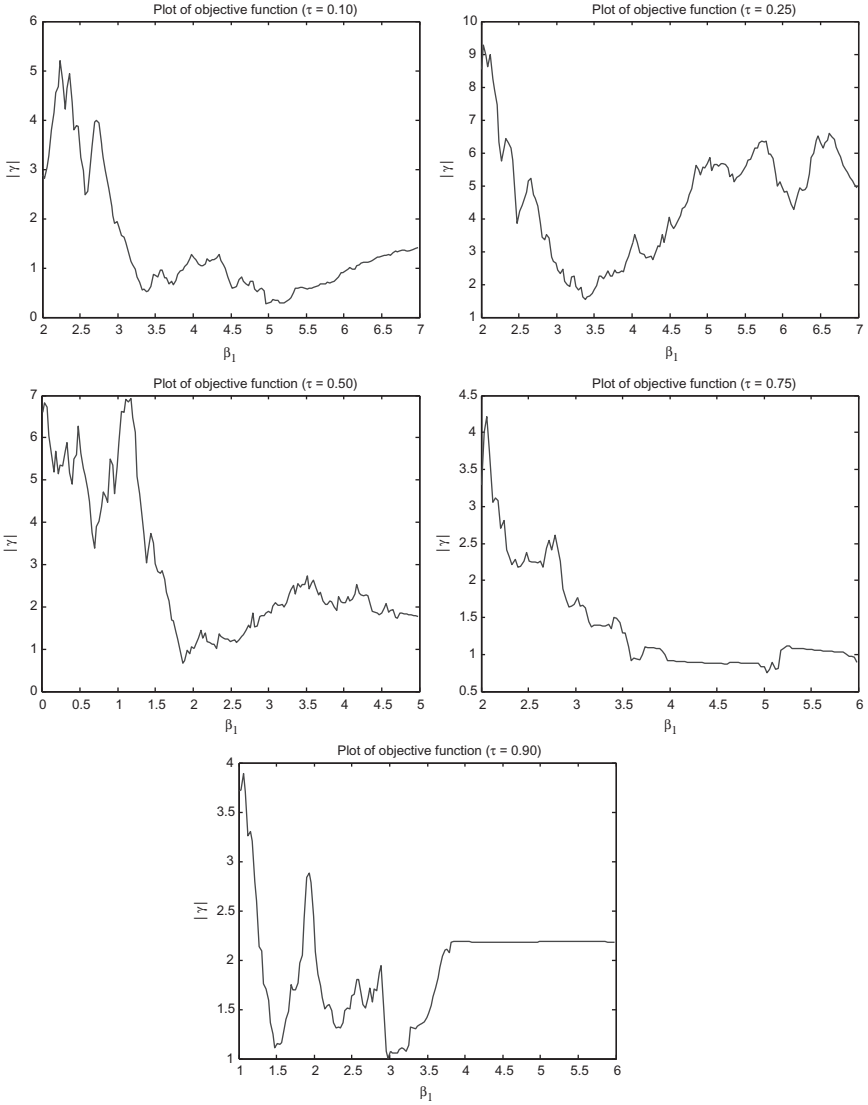 Plot of objective function (τ = 0.10)
6
5
4
3
2
1
0
|γ|
2 2.5 3 3.5 4 4.5 5 5.5 6 6.5 7
β1
Plot of objective function (τ = 0.25)
10
9
8
7
6
5
4
3
2
1
|γ|
2 2.5 3 3.5 4 4.5 5 5.5 6 6.5 7
β1
Plot of objective function (τ = 0.50)
7
6
5
4
3
2
1
0
|γ|
0 0.5 1 1.5 2 2.5 3 3.5 4 4.5 5
β1
Plot of objective function (τ = 0.75)
4.5
4
3.5
3
2.5
2
1.5
1
0.5
|γ|
2 2.5 3 3.5 4 4.5 5 5.5 6
β1
Plot of objective function (τ = 0.90)
4
3.5
3
2.5
2
1.5
1
|γ|
1 1.5 2 2.5 3 3.5 4 4.5 5 5.5 6
β1